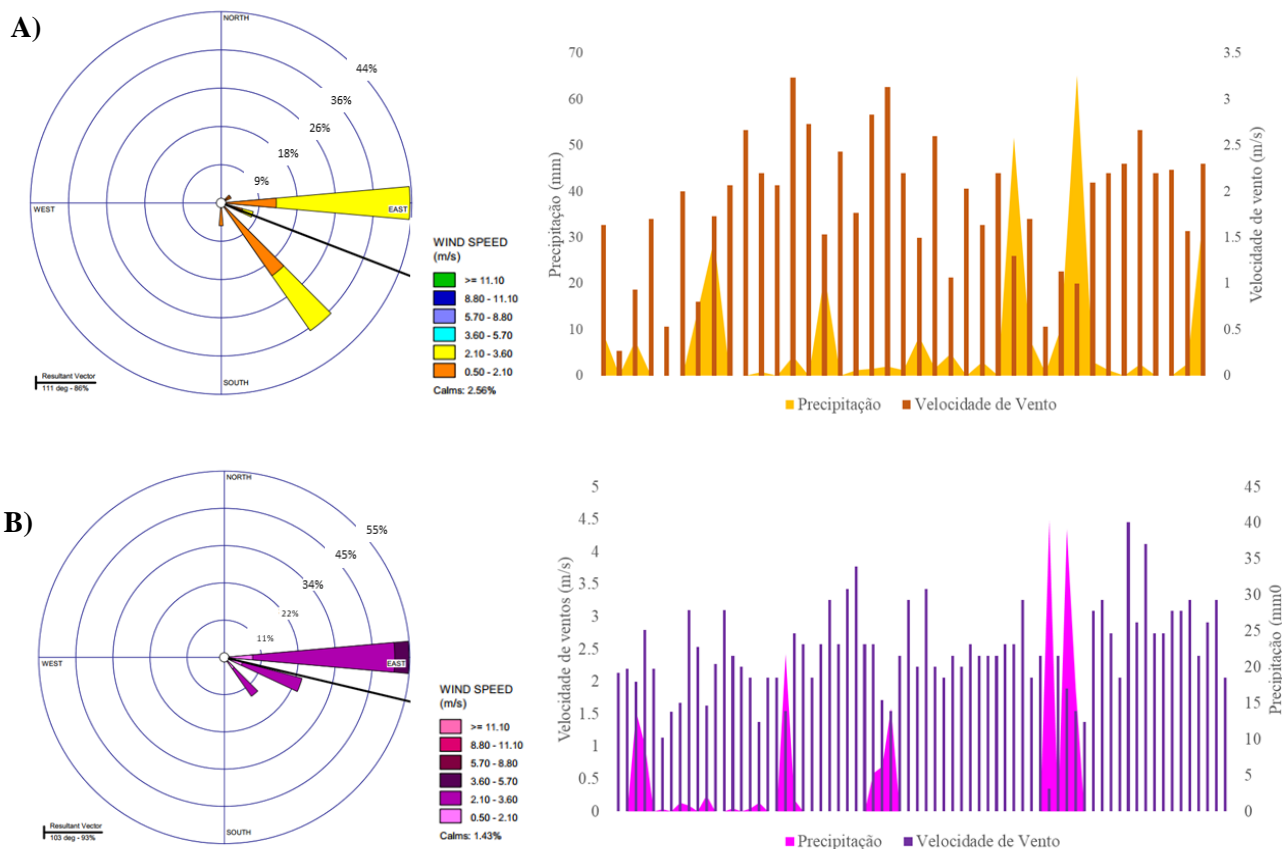 A)
NORTH
44%
36%
26%
18%
9%
WEST
EAST
SOUTH
WIND SPEED
(m/s)
>= 11.10
8.80 - 11.10
5.70 - 8.80
3.60 - 5.70
2.10 - 3.60
0.50 - 2.10
Calms: 2.56%
Resultant Vector
111 deg - 86%
70
60
50
40
30
20
10
0
Precipitação (mm)
3.5
3
2.5
2
1.5
1
0.5
0
Velocidade de vento (m/s)
Precipitação
Velocidade de Vento
B)
NORTH
55%
45%
34%
22%
11%
WEST
EAST
SOUTH
WIND SPEED
(m/s)
>= 11.10
8.80 - 11.10
5.70 - 8.80
3.60 - 5.70
2.10 - 3.60
0.50 - 2.10
Calms: 1.43%
Resultant Vector
103 deg - 93%
5
4.5
4
3.5
3
2.5
2
1.5
1
0.5
0
Velocidade de ventos (m/s)
45
40
35
30
25
20
15
10
5
0
Precipitação (mm0
Precipitação
Velocidade de Vento